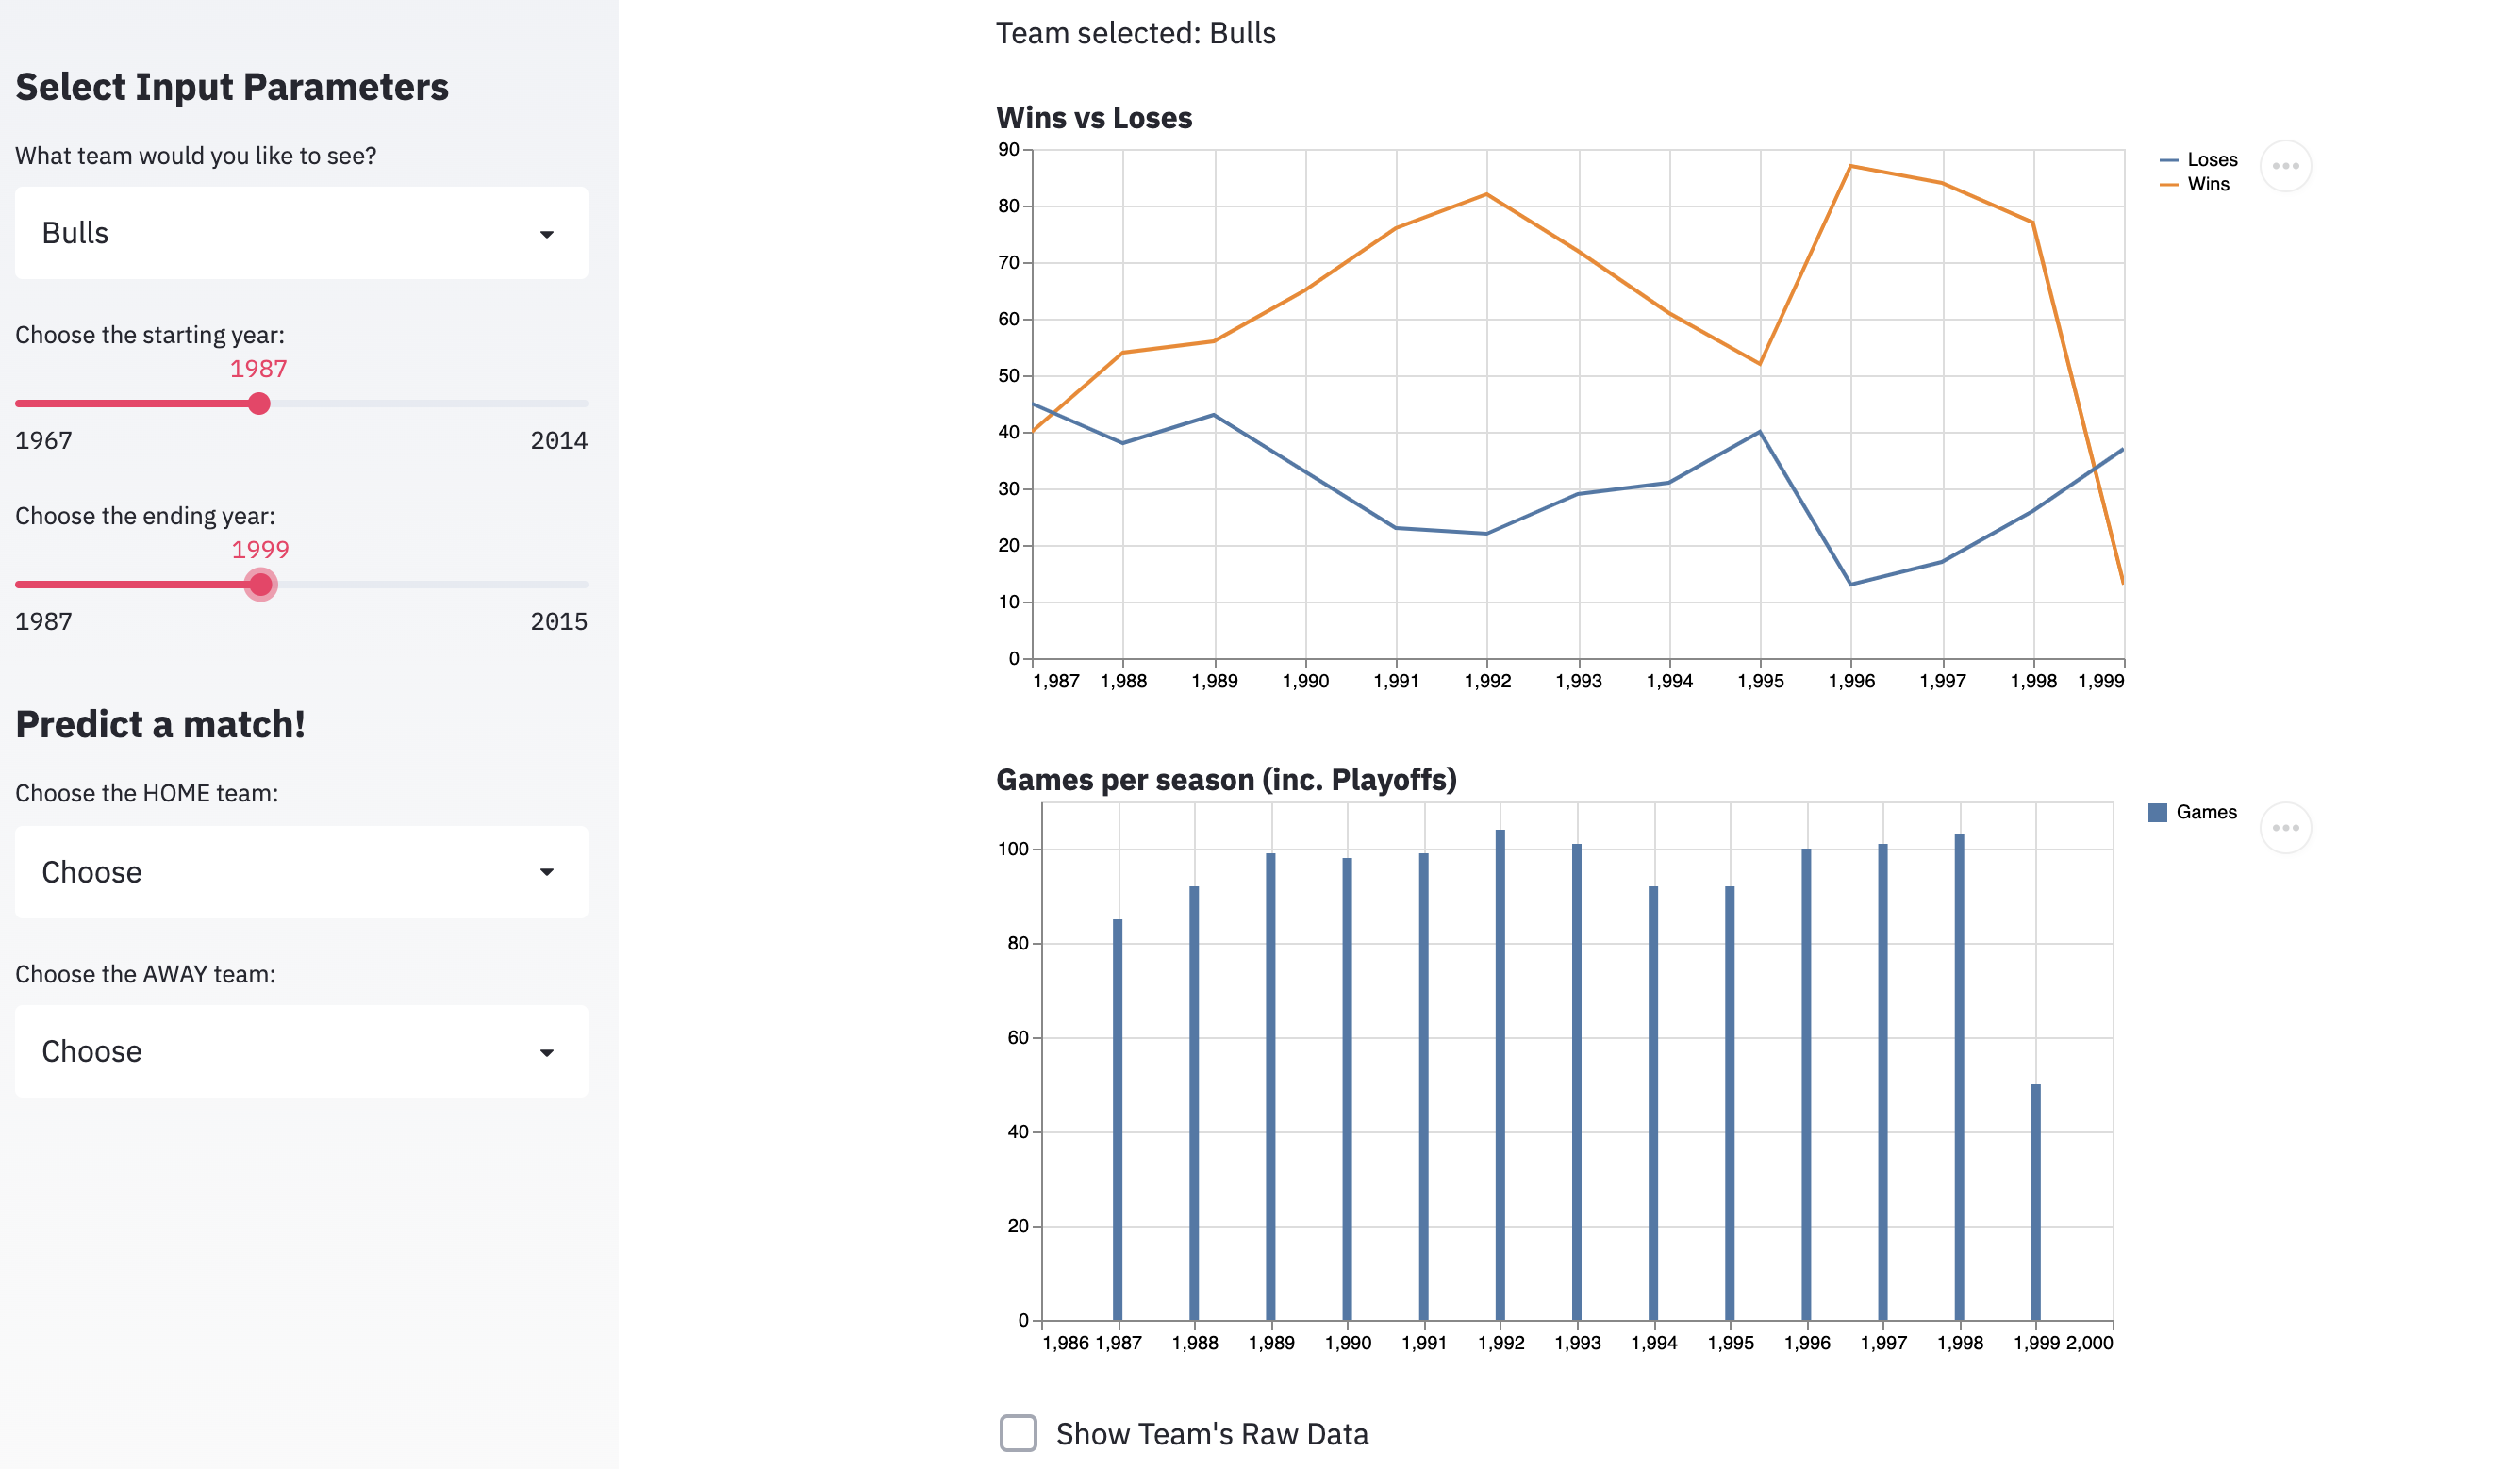 Select Input Parameters
What team would you like to see?
Bulls
Choose the starting year:
1987
1967 2014
Choose the ending year:
1999
1987 2015
Predict a match!
Choose the HOME team:
Choose
Choose the AWAY team:
Choose
Team selected: Bulls
Wins vs Loses
90
80
70
60
50
40
30
20
10
0
1,987 1,988 1,989 1,990 1,991 1,992 1,993 1,994 1,995 1,996 1,997 1,998 1,999
Loses
Wins
Games per season (inc. Playoffs)
100
80
60
40
20
0
1,986 1,987 1,988 1,989 1,990 1,991 1,992 1,993 1,994 1,995 1,996 1,997 1,998 1,999 2,000
Games
Show Team's Raw Data